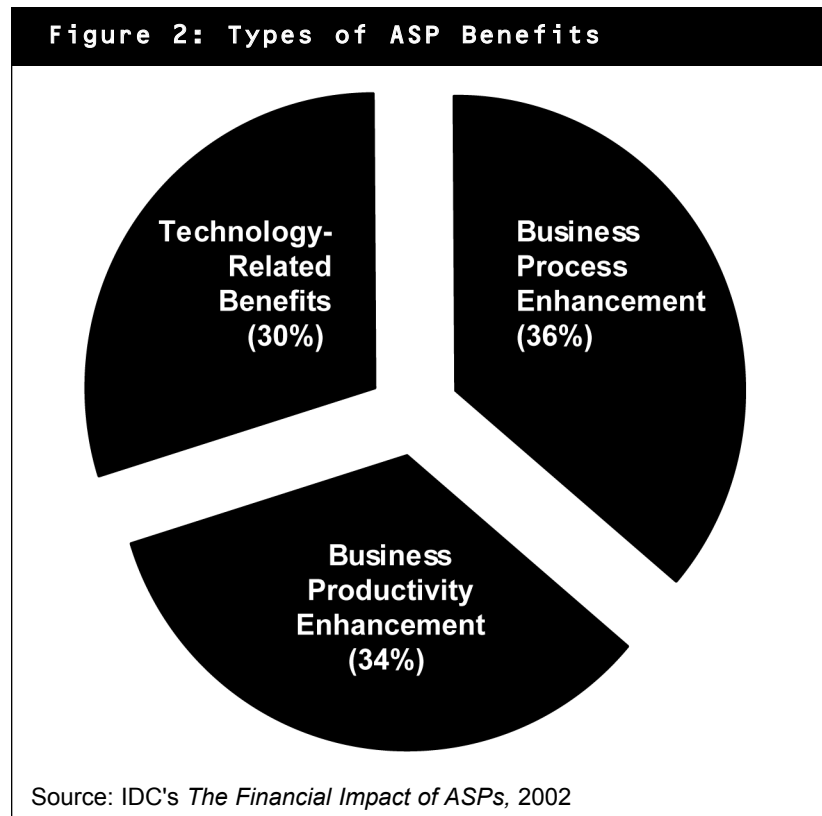 Figure 2: Types of ASP Benefits
Technology-
Related
Benefits
(30%)
Business
Process
Enhancement
(36%)
Business
Productivity
Enhancement
(34%)
Source: IDC's The Financial Impact of ASPs, 2002